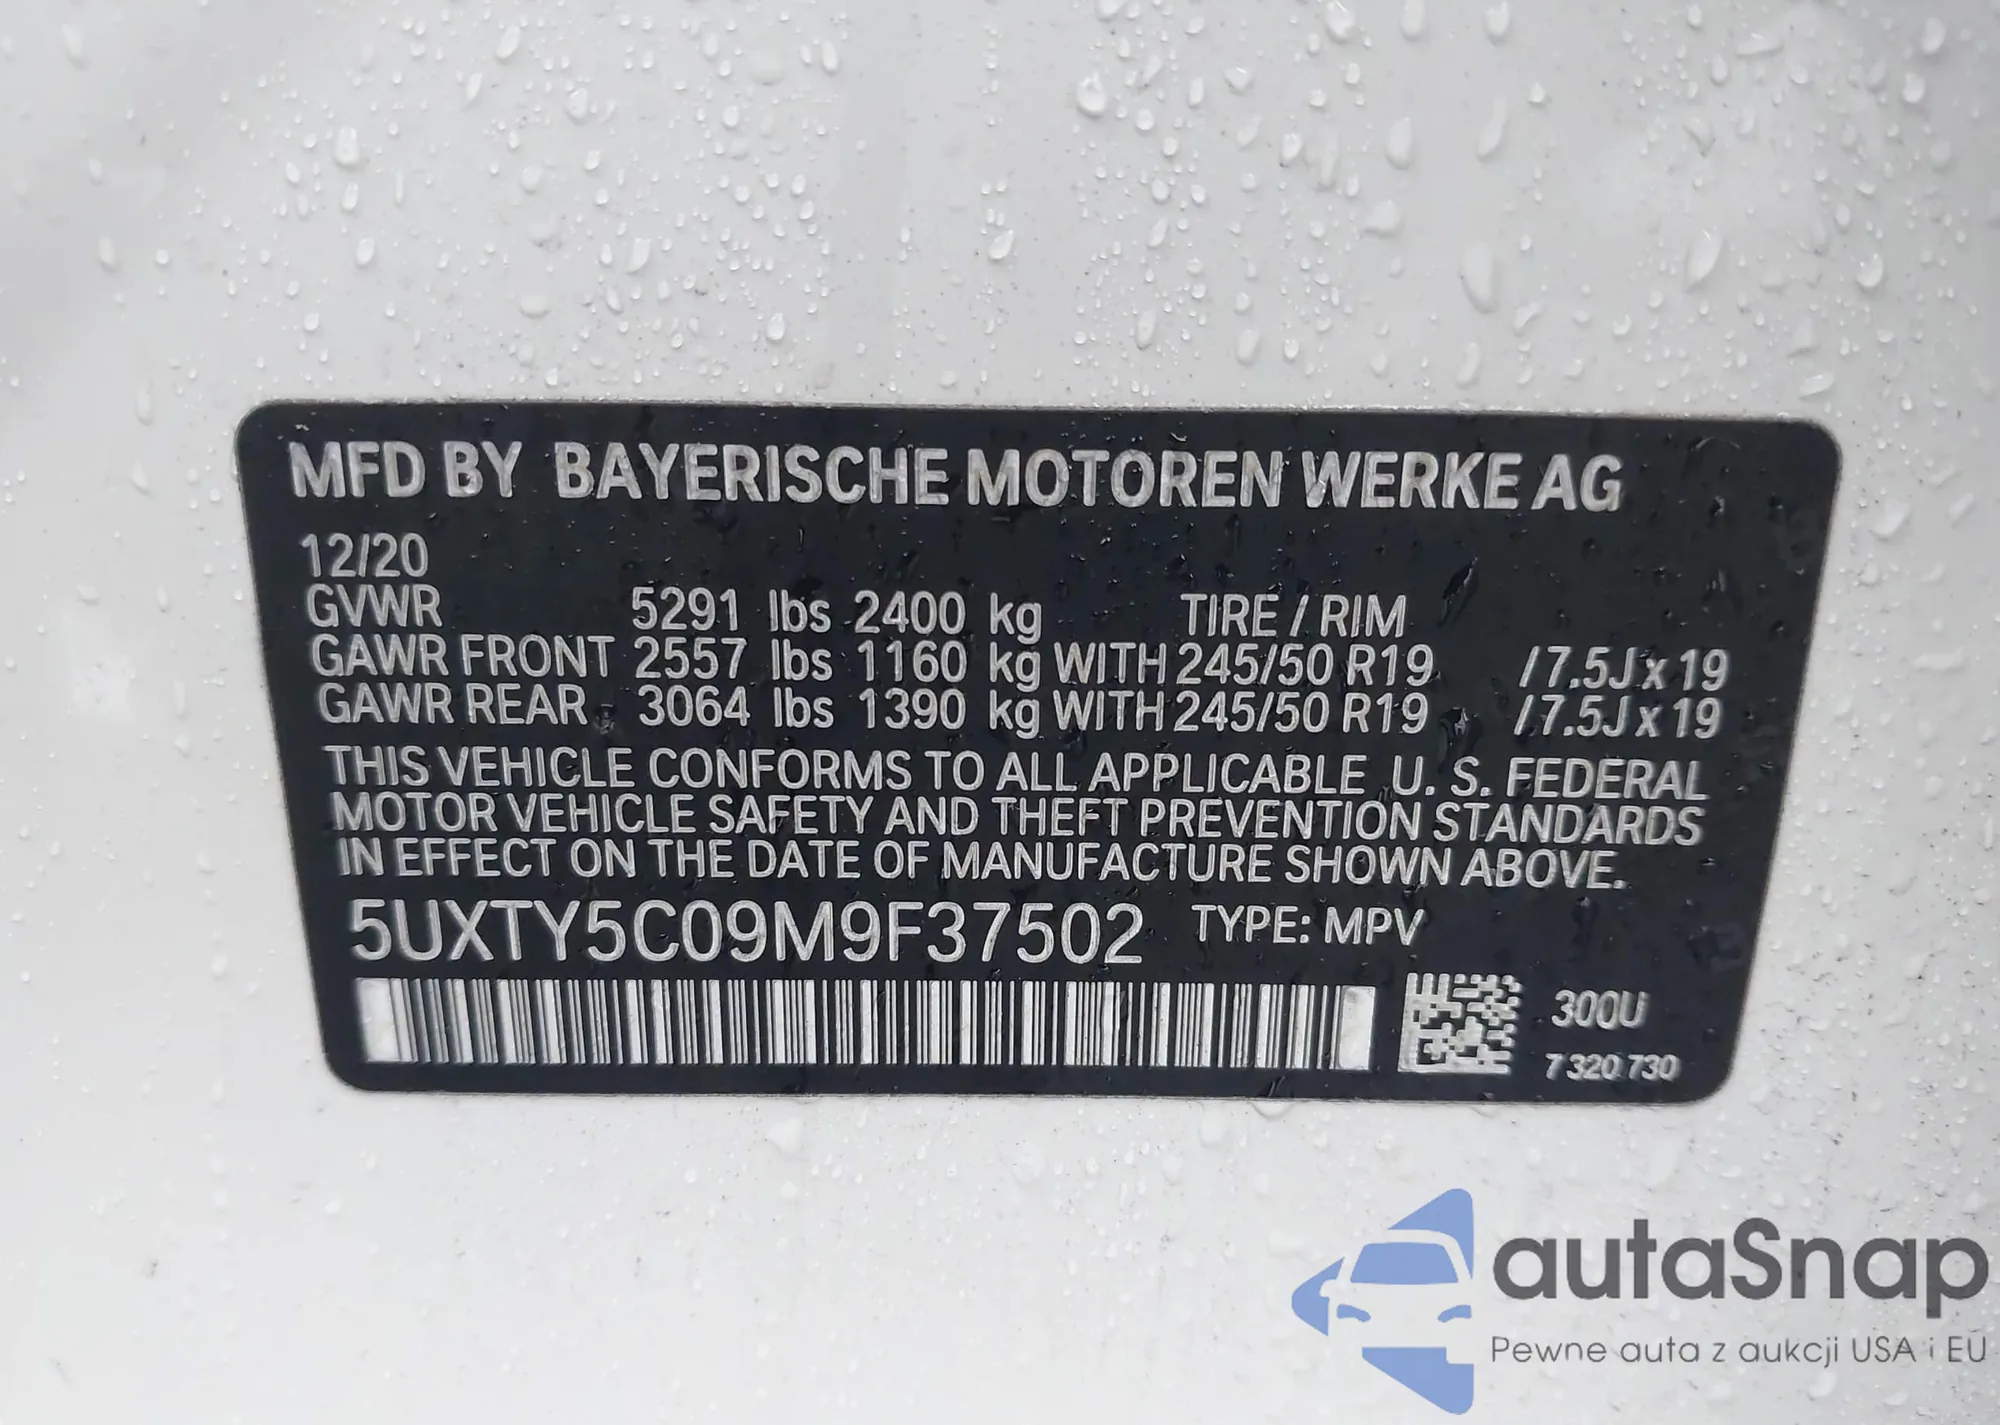 MFD BY BAYERISCHE MOTOREN WERKE AG
12/20
GVWR 5291 lbs 2400 kg TIRE / RIM
GAWR FRONT 2557 lbs 1160 kg WITH 245/50 R19 /7.5J x 19
GAWR REAR 3064 lbs 1390 kg WITH 245/50 R19 /7.5J x 19
THIS VEHICLE CONFORMS TO ALL APPLICABLE U. S. FEDERAL
MOTOR VEHICLE SAFETY AND THEFT PREVENTION STANDARDS
IN EFFECT ON THE DATE OF MANUFACTURE SHOWN ABOVE.
5UXTY5C09M9F37502 TYPE: MPV
300U
7 320 730
autaSnap
Pewne auta z aukcji USA i EU